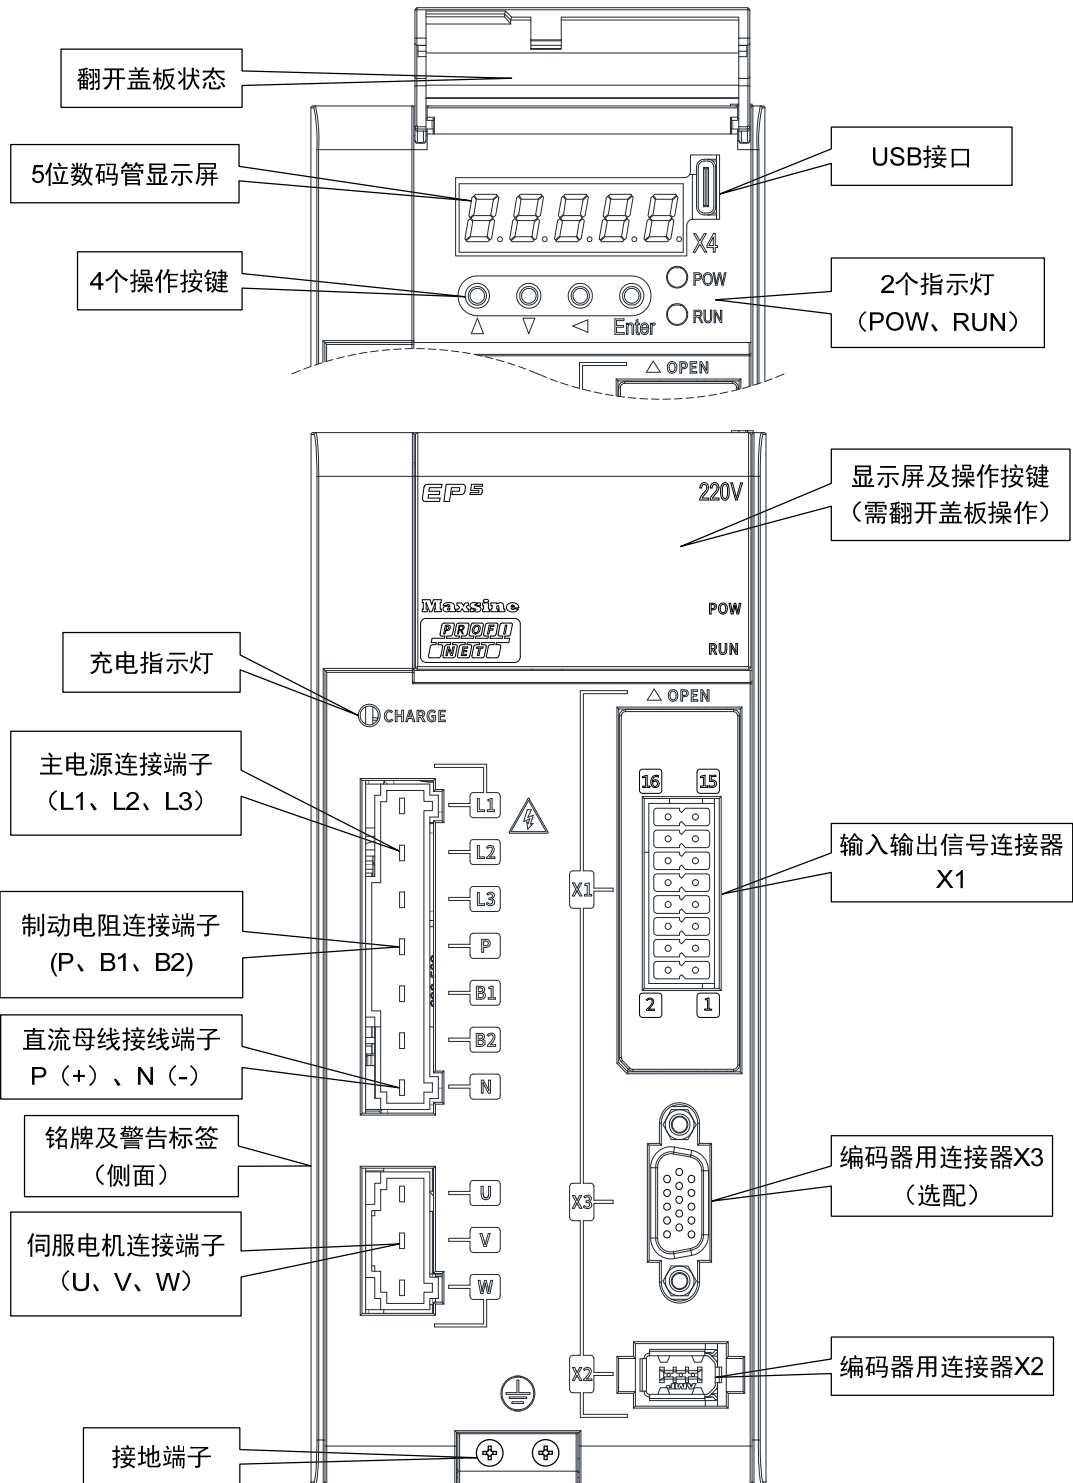 翻开盖板状态
5位数码管显示屏
USB接口
X4
4个操作按键
POW
2个指示灯
（POW、RUN）
RUN
Enter
△ OPEN
EP5
220V
显示屏及操作按键
（需翻开盖板操作）
Maxsine
POW
PROFI
NET
RUN
充电指示灯
CHARGE
△ OPEN
主电源连接端子
（L1、L2、L3）
16
15
L1
L2
输入输出信号连接器
X1
X1
L3
制动电阻连接端子
(P、B1、B2)
P
B1
2
1
直流母线接线端子
P（+）、N（-）
B2
N
铭牌及警告标签
（侧面）
编码器用连接器X3
（选配）
U
X3
伺服电机连接端子
（U、V、W）
V
W
X2
编码器用连接器X2
接地端子